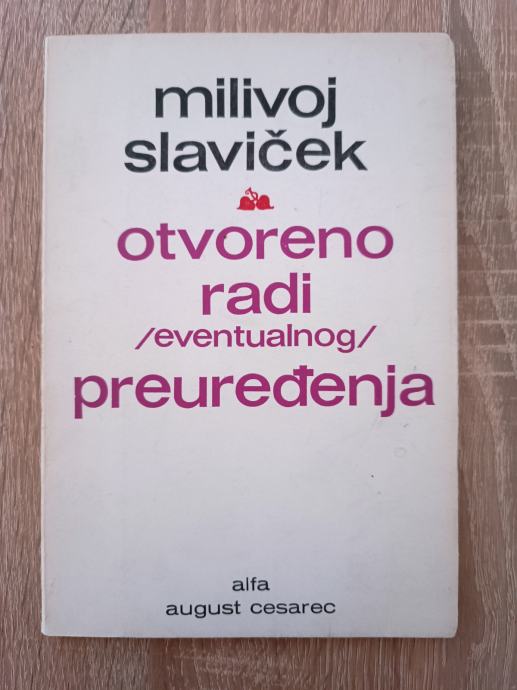 milivoj
slaviček
otvoreno
radi
/eventualnog/
preuređenja
alfa
august cesarec